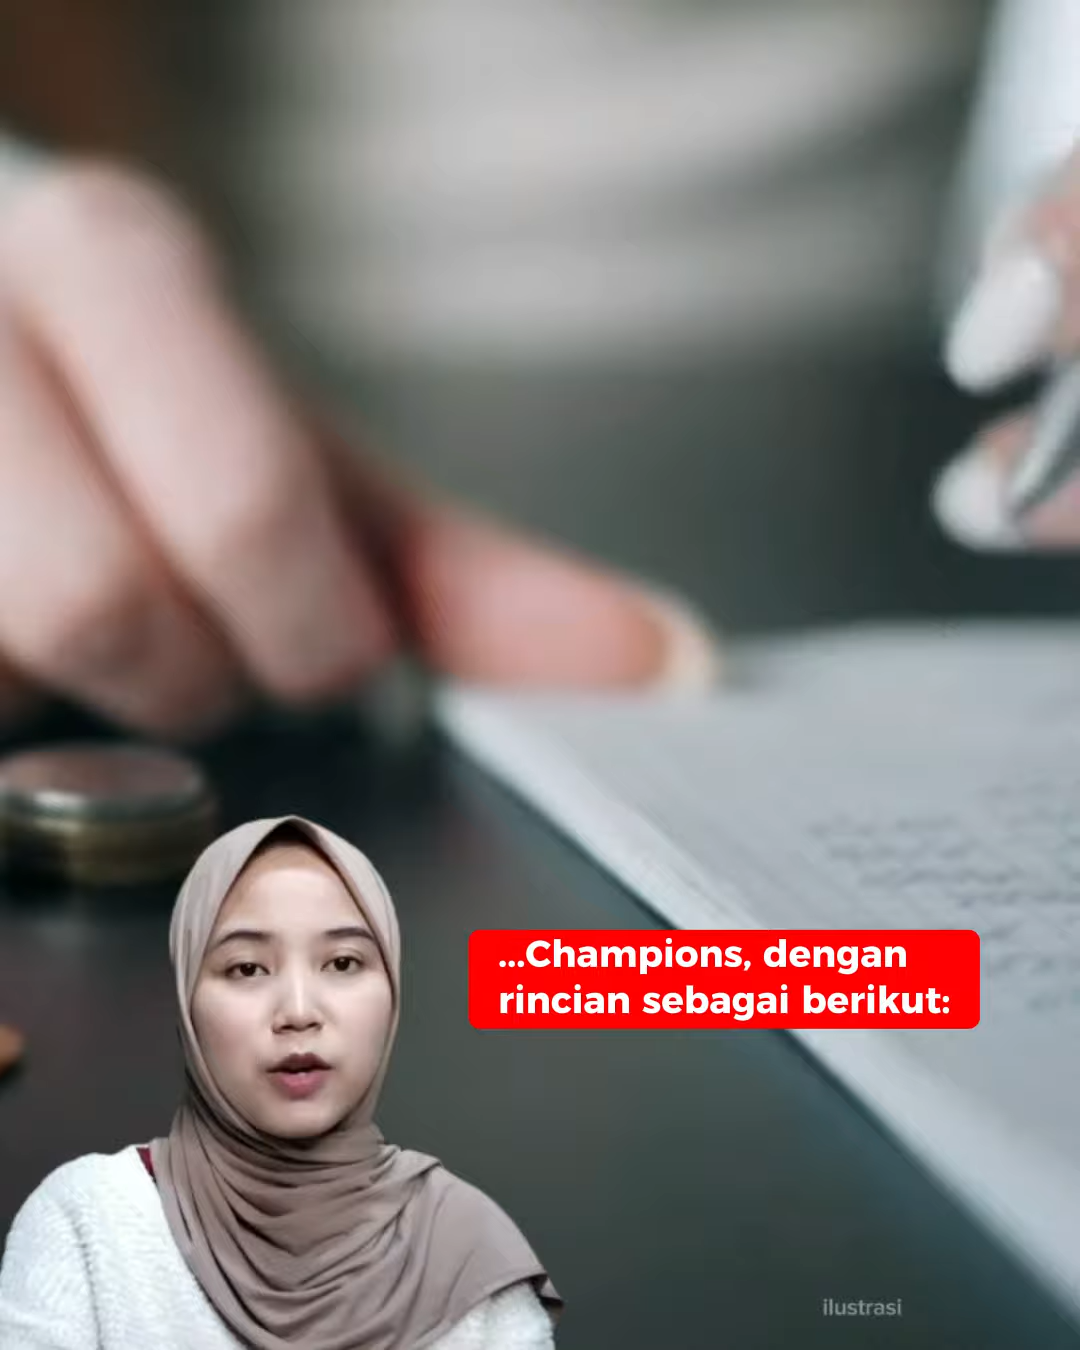 ...Champions, dengan
rincian sebagai berikut:
ilustrasi